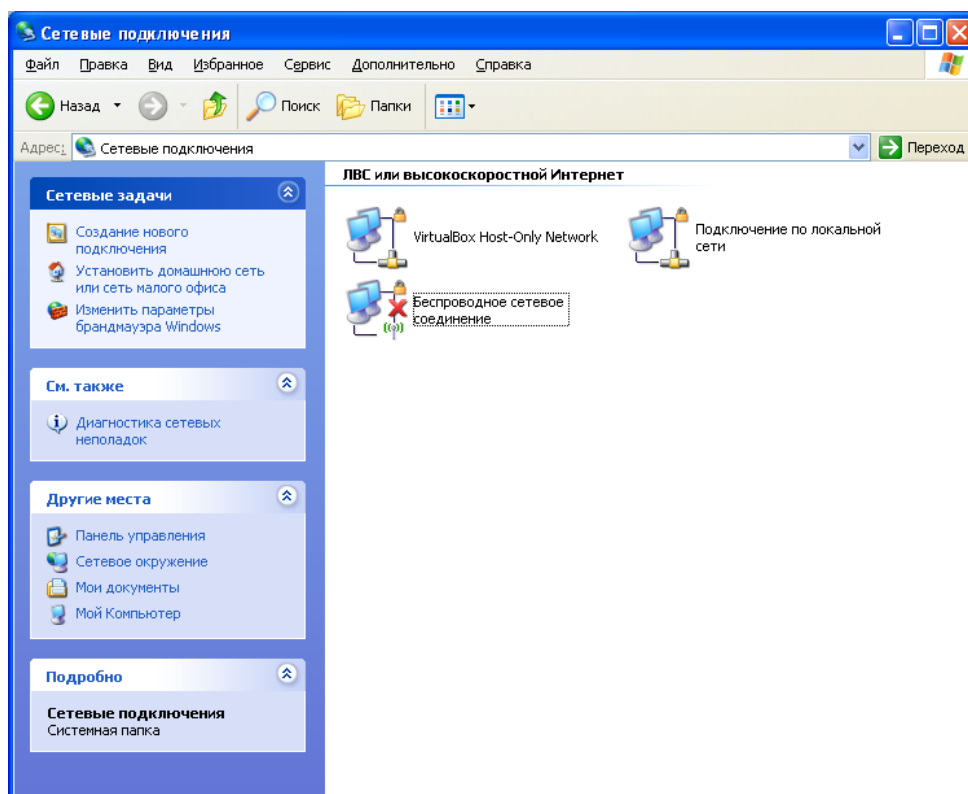 Сетевые подключения
Файл Правка Вид Избранное Сервис Дополнительно Справка
Назад Поиск Папки
Адрес: Сетевые подключения Переход
Сетевые задачи
Создание нового
подключения
Установить домашнюю сеть
или сеть малого офиса
Изменить параметры
брандмауэра Windows
См. также
Диагностика сетевых
неполадок
Другие места
Панель управления
Сетевое окружение
Мои документы
Мой Компьютер
Подробно
Сетевые подключения
Системная папка
ЛВС или высокоскоростной Интернет
VirtualBox Host-Only Network
Подключение по локальной
сети
Беспроводное сетевое
соединение